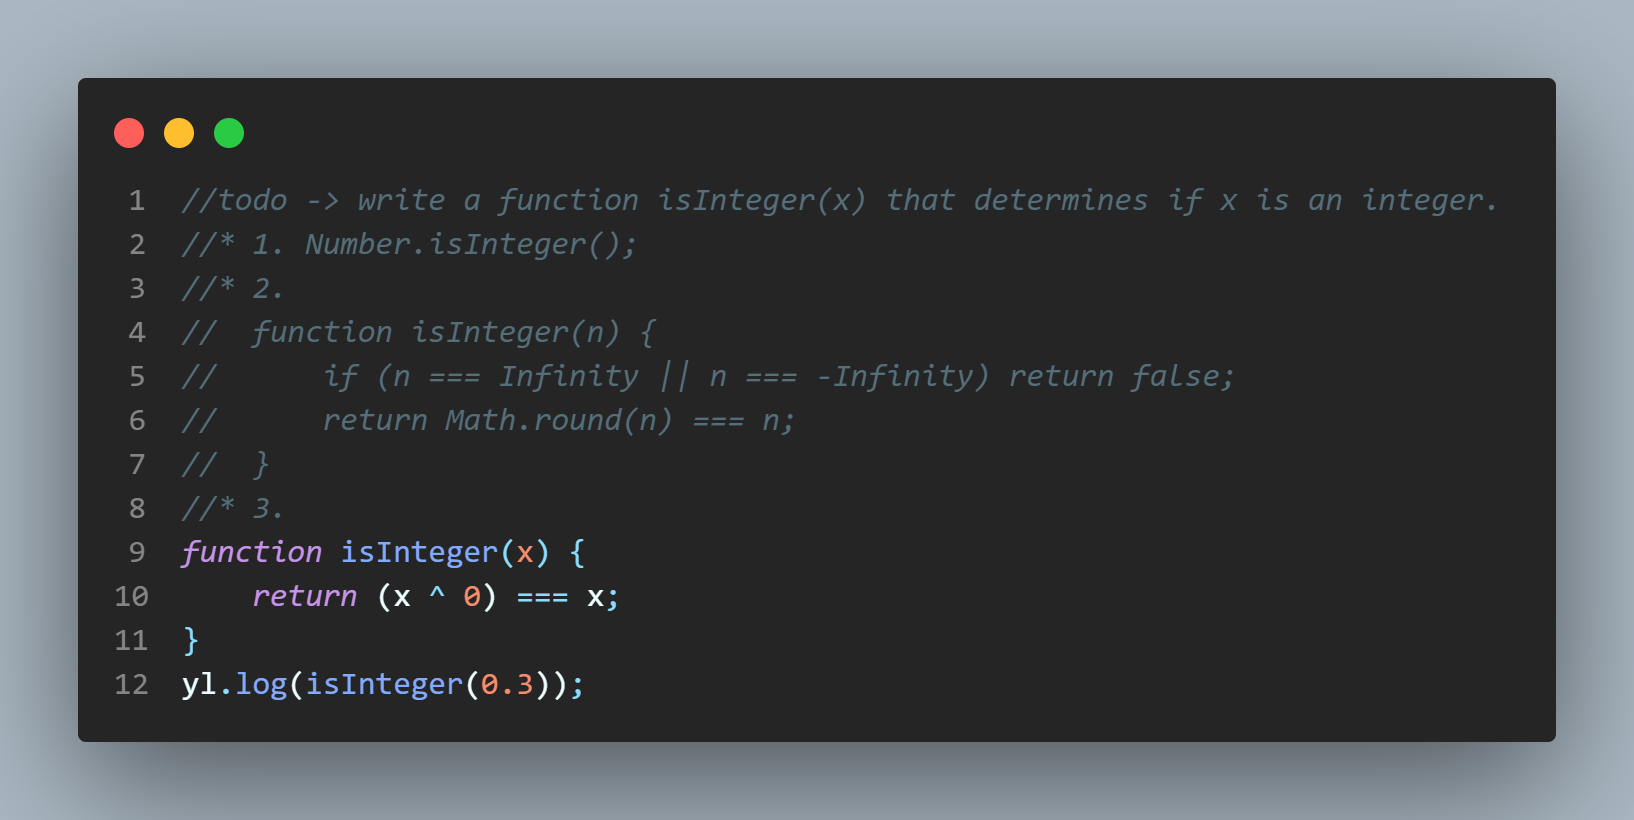 1 //todo -> write a function isInteger(x) that determines if x is an integer.
2 //* 1. Number.isInteger();
3 //* 2.
4 //  function isInteger(n) {
5 //      if (n === Infinity || n === -Infinity) return false;
6 //      return Math.round(n) === n;
7 //  }
8 //* 3.
9 function isInteger(x) {
10     return (x ^ 0) === x;
11 }
12 yl.log(isInteger(0.3));